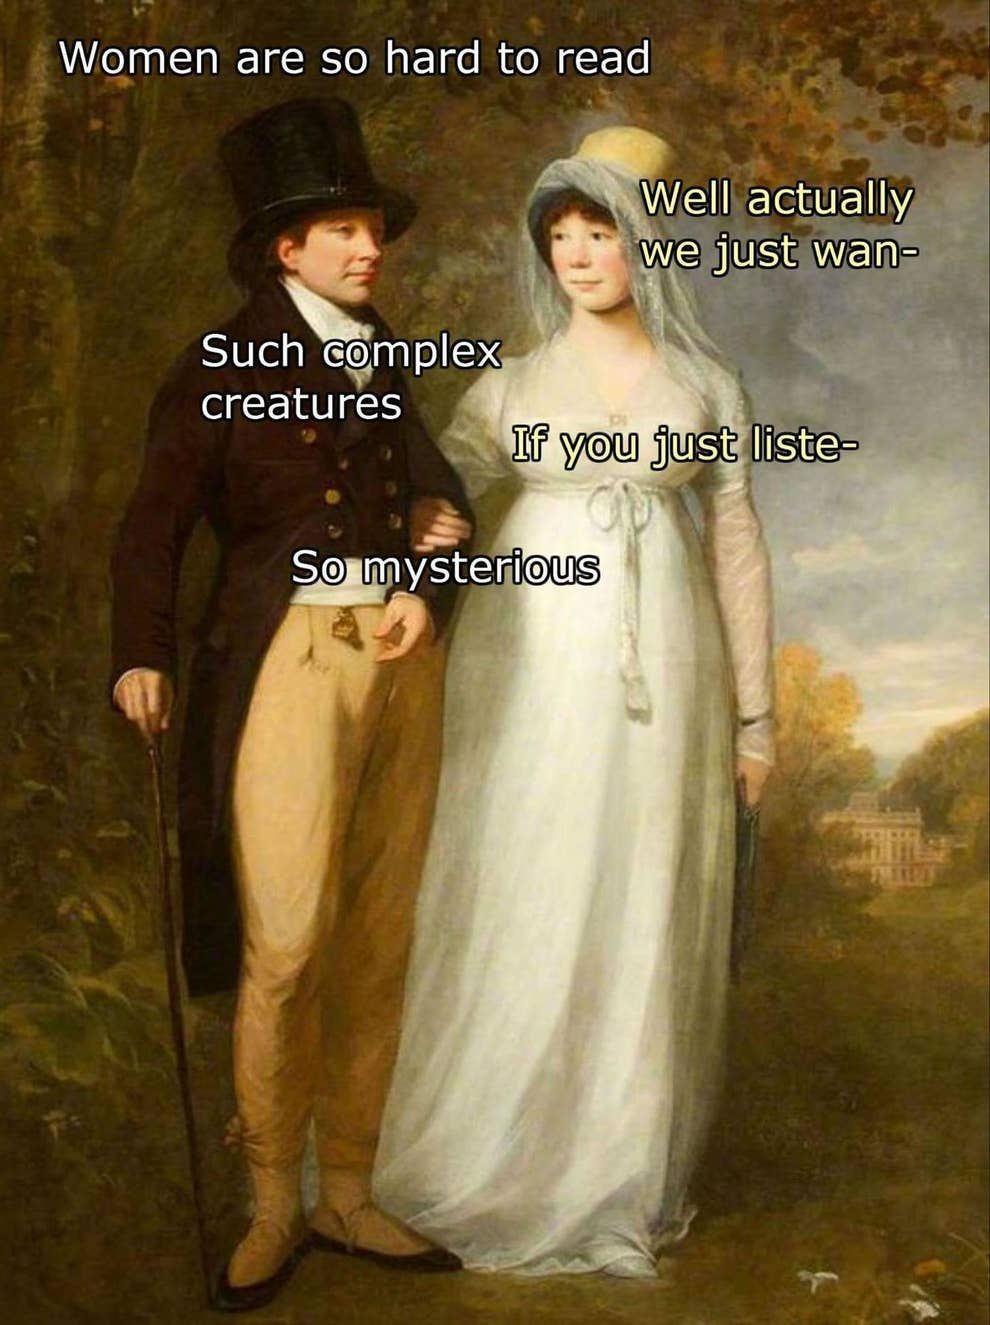 Women are so hard to read
Well actually
we just wan-
Such complex
creatures
If you just liste-
So mysterious